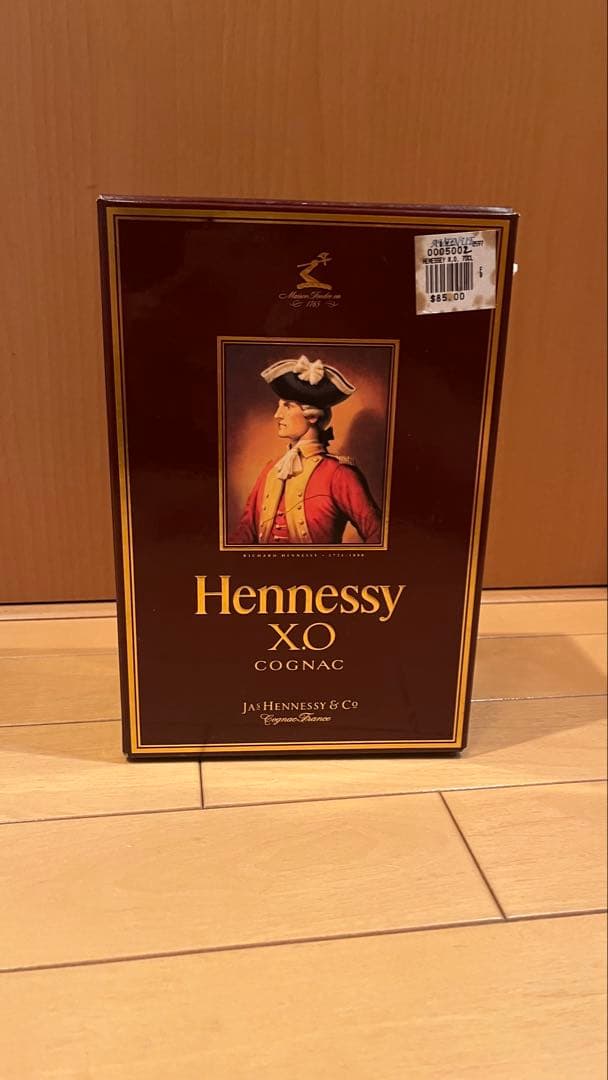 Maison Fondée en
1765
0005002
HENNESSY X.O. 70CL
$85.00
RICHARD HENNESSY • 1724-1800
Hennessy
X.O
COGNAC
JAS HENNESSY & Co
Cognac-France